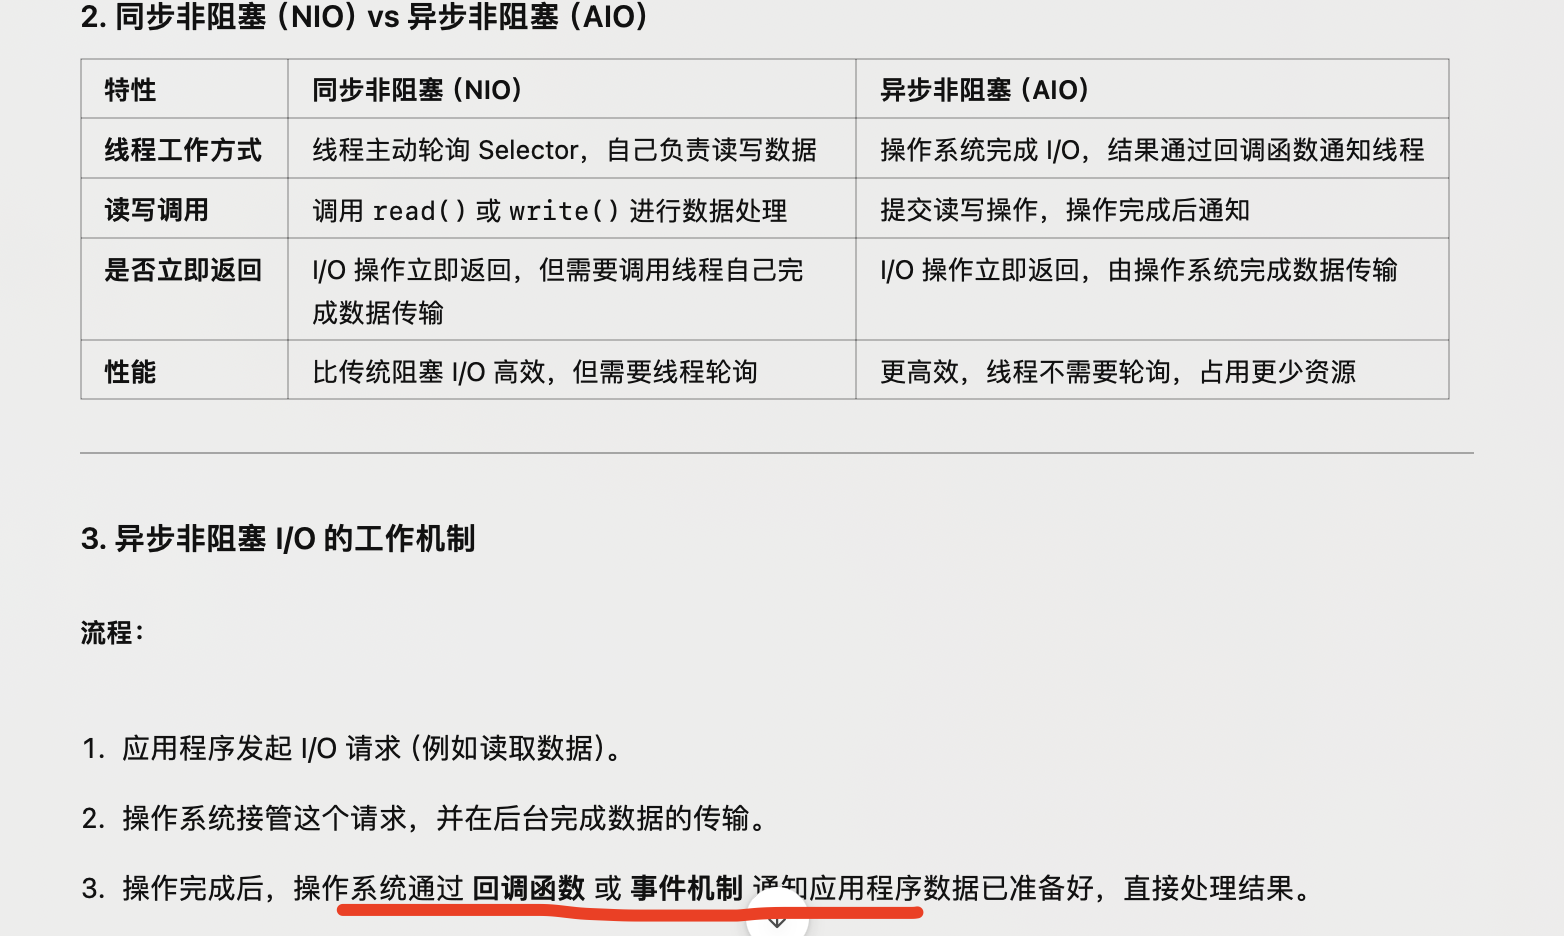 2. 同步非阻塞（NIO）vs 异步非阻塞（AIO）
特性 同步非阻塞（NIO） 异步非阻塞（AIO）
线程工作方式 线程主动轮询 Selector，自己负责读写数据 操作系统完成 I/O，结果通过回调函数通知线程
读写调用 调用 read() 或 write() 进行数据处理 提交读写操作，操作完成后通知
是否立即返回 I/O 操作立即返回，但需要调用线程自己完 I/O 操作立即返回，由操作系统完成数据传输
成数据传输
性能 比传统阻塞 I/O 高效，但需要线程轮询 更高效，线程不需要轮询，占用更少资源
3. 异步非阻塞 I/O 的工作机制
流程：
1. 应用程序发起 I/O 请求（例如读取数据）。
2. 操作系统接管这个请求，并在后台完成数据的传输。
3. 操作完成后，操作系统通过 回调函数 或 事件机制 通知应用程序数据已准备好，直接处理结果。